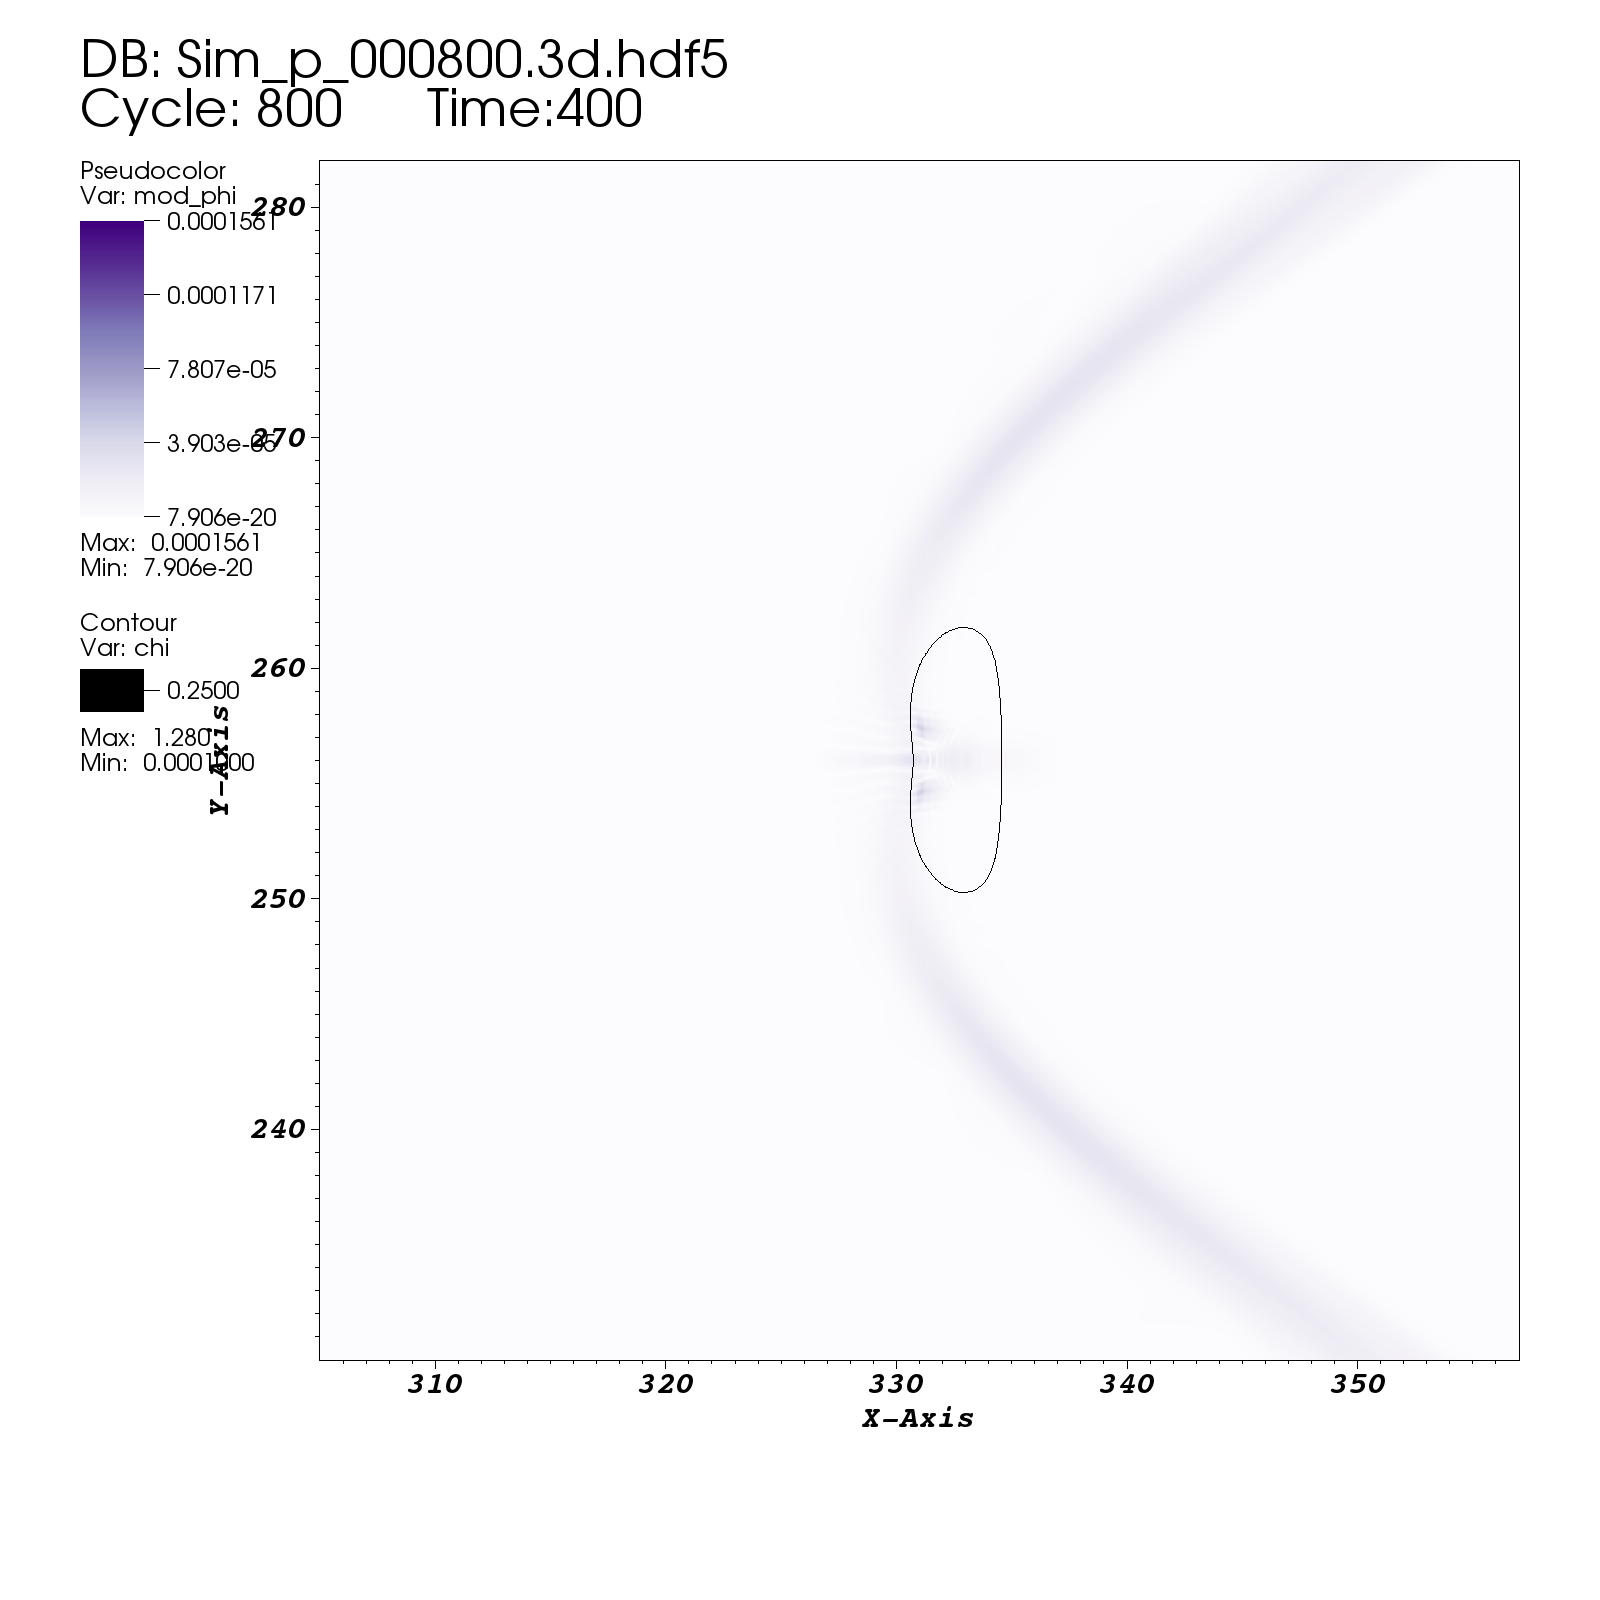 DB: Sim_p_000800.3d.hdf5
Cycle: 800 Time:400
Pseudocolor
Var: mod_phi
0.0001561
0.0001171
7.807e-05
3.903e-05
7.906e-20
Max: 0.0001561
Min: 7.906e-20
Contour
Var: chi
0.2500
Max: 1.280
Min: 0.0001000
280
270
260
250
240
Y-Axis
310 320 330 340 350
X-Axis